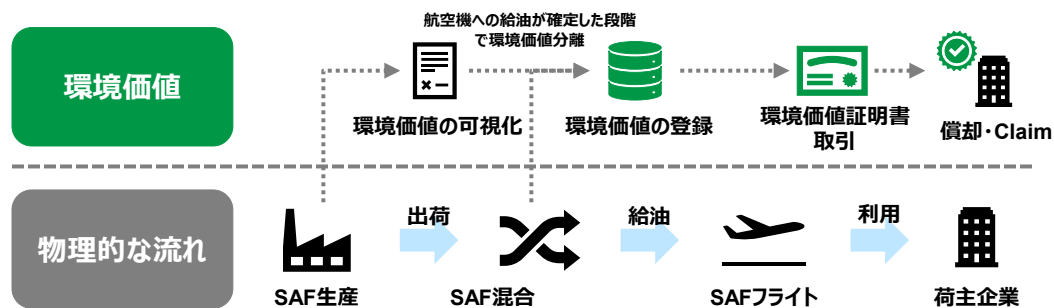 航空機への給油が確定した段階
で環境価値分離
環境価値
環境価値の可視化
環境価値の登録
環境価値証明書
取引
償却・Claim
物理的な流れ
出荷
給油
利用
SAF生産
SAF混合
SAFフライト
荷主企業